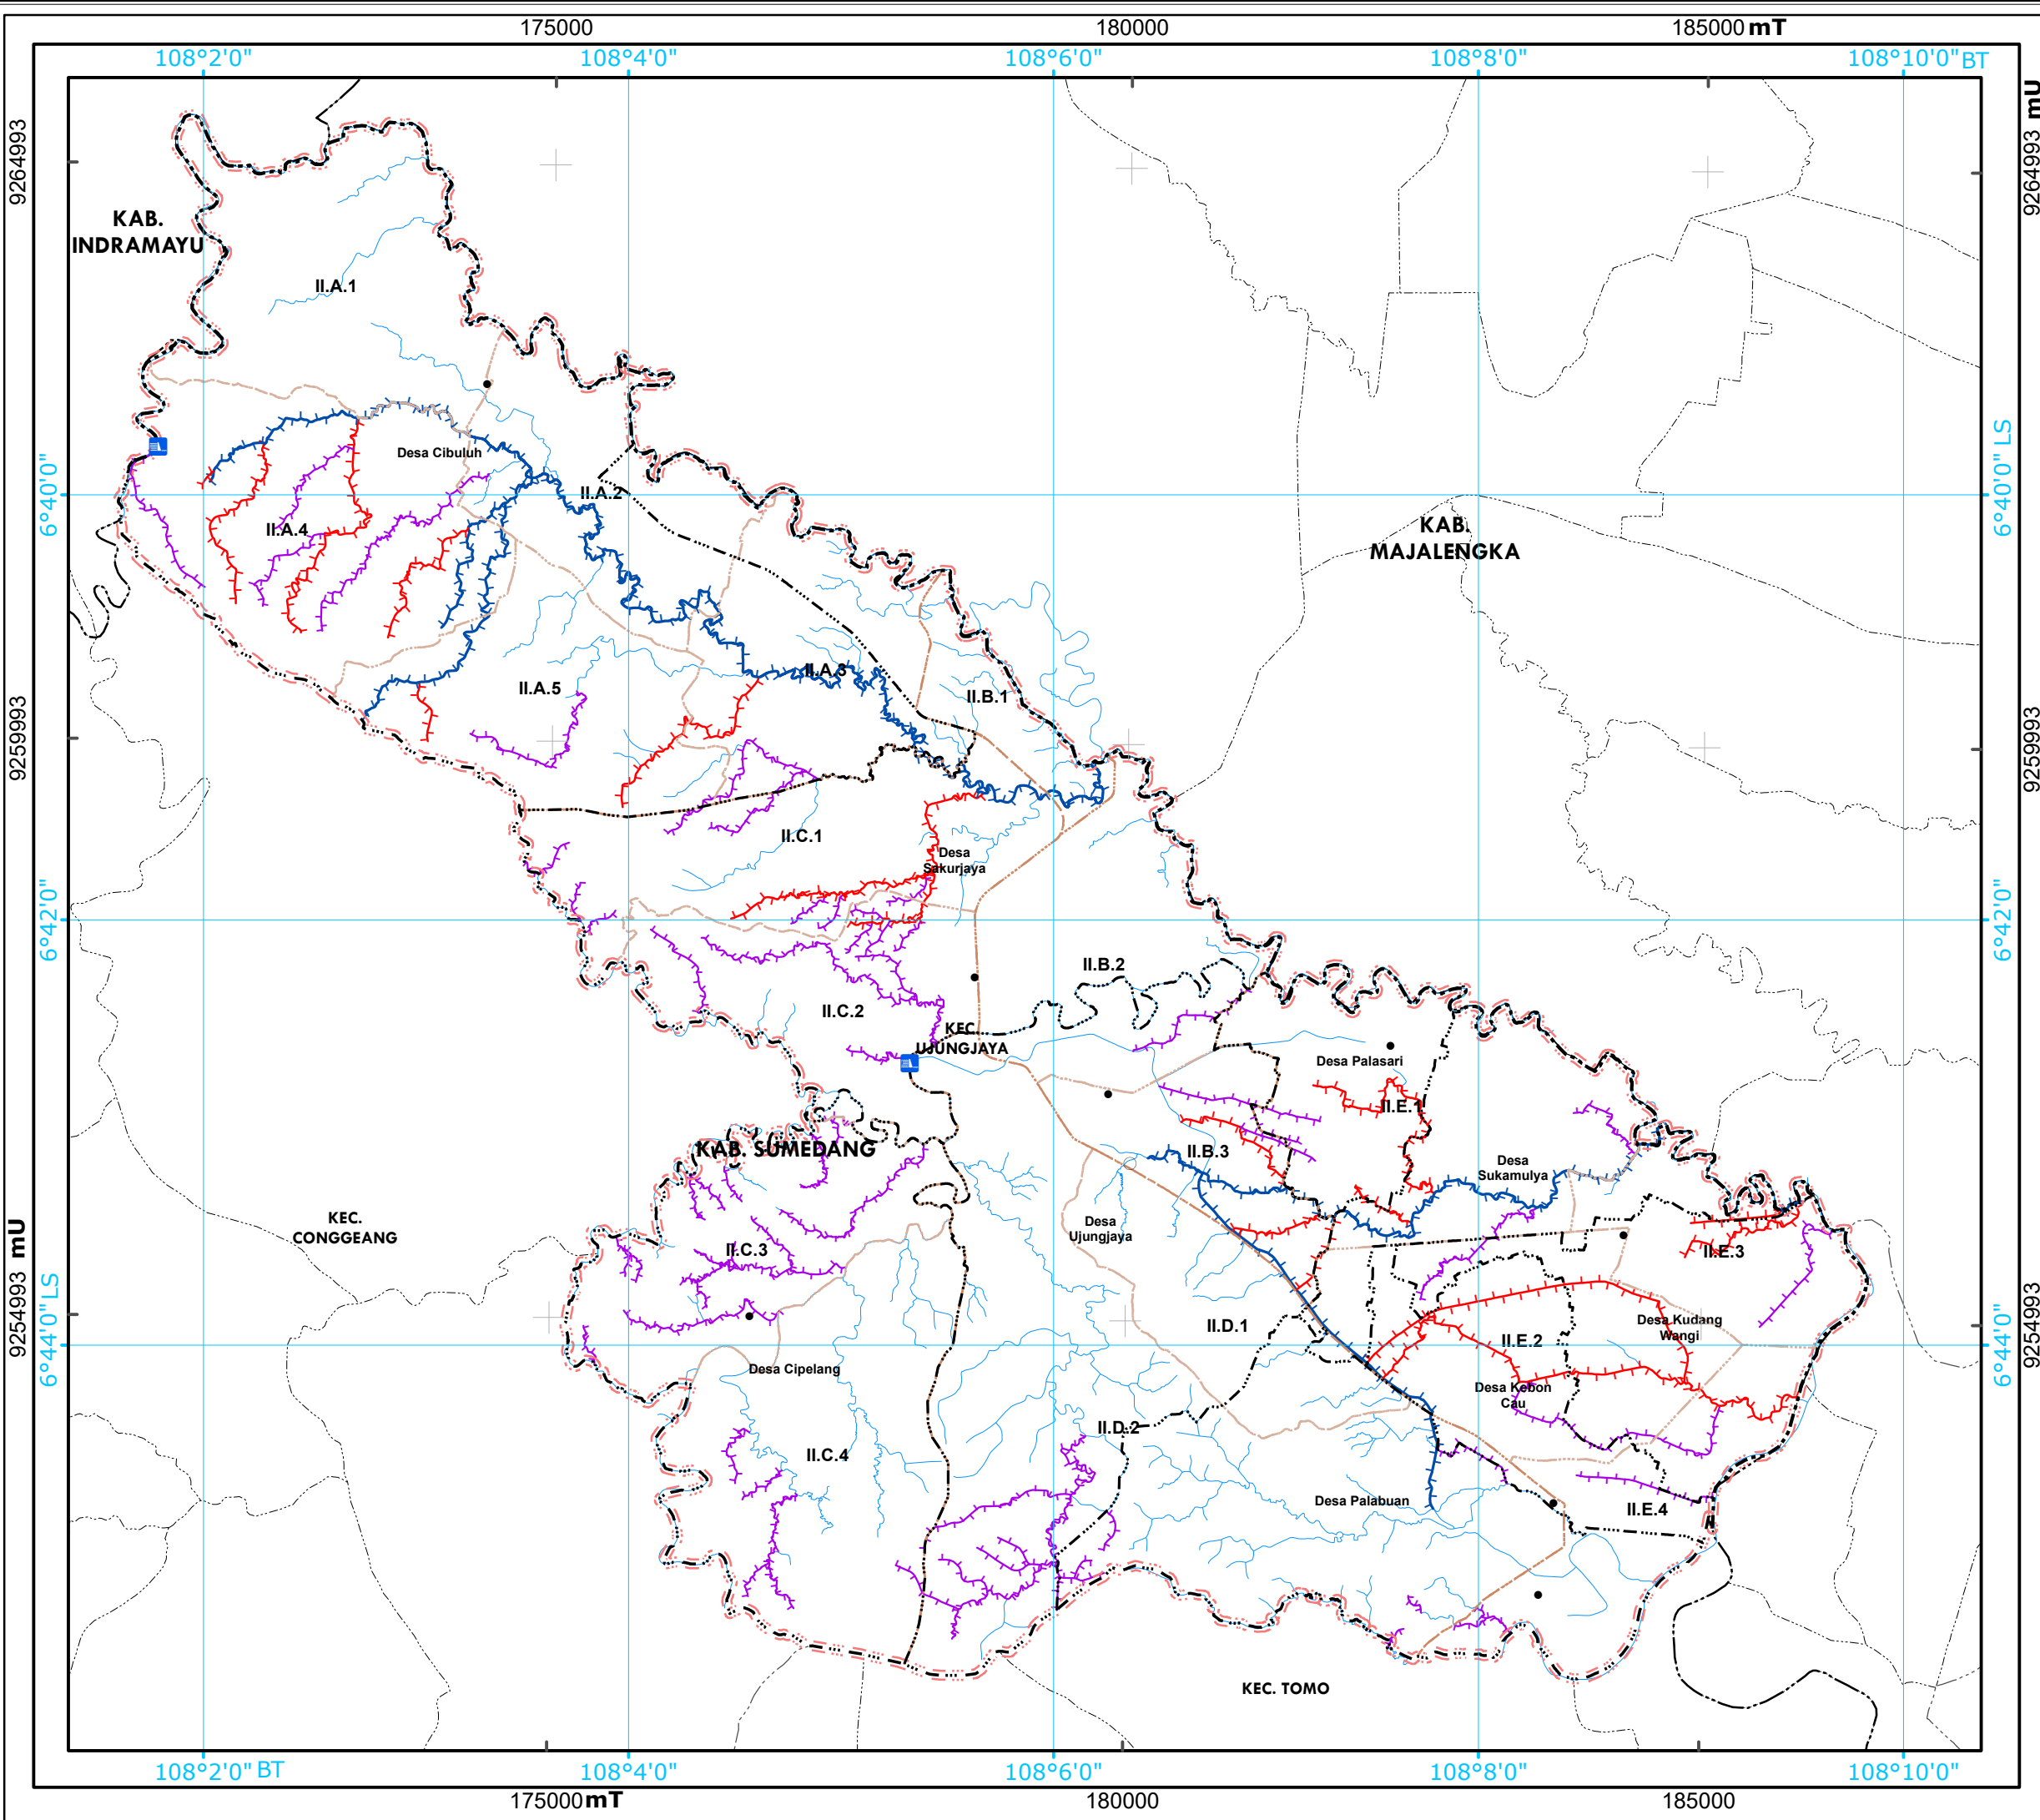 175000
180000
185000 mT
108°2'0"
108°4'0"
108°6'0"
108°8'0"
108°10'0" BT
9264993
9264993 mU
KAB.
INDRAMAYU
II.A.1
Desa Cibuluh
6°40'0"
6°40'0" LS
II.A.2
II.A.4
KAB.
MAJALENGKA
II.A.3
II.A.5
II.B.1
9259993
9259993
II.C.1
Desa
Sakurjaya
6°42'0"
6°42'0"
II.B.2
II.C.2
KEC.
UJUNGJAYA
Desa Palasari
II.E.1
KAB. SUMEDANG
II.B.3
Desa
Sukamulya
KEC.
CONGGEANG
Desa
Ujungjaya
II.C.3
II.E.3
9254993 mU
9254993
6°44'0" LS
6°44'0"
II.D.1
Desa Kudang
Wangi
II.E.2
Desa Cipelang
Desa Kebon
Cau
II.D.2
II.C.4
Desa Palabuan
II.E.4
KEC. TOMO
108°2'0" BT
108°4'0"
108°6'0"
108°8'0"
108°10'0"
175000 mT
180000
185000